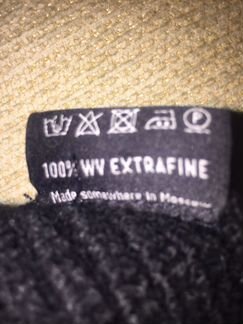 100% WV EXTRAFINE
Made somewhere in Moscow